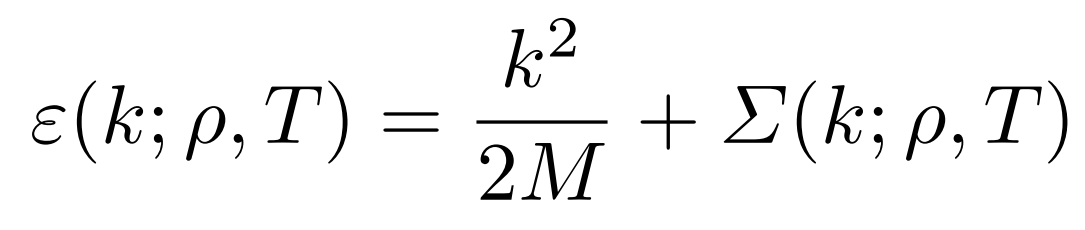 ε(k; ρ, T) = k²/2M + Σ(k; ρ, T)